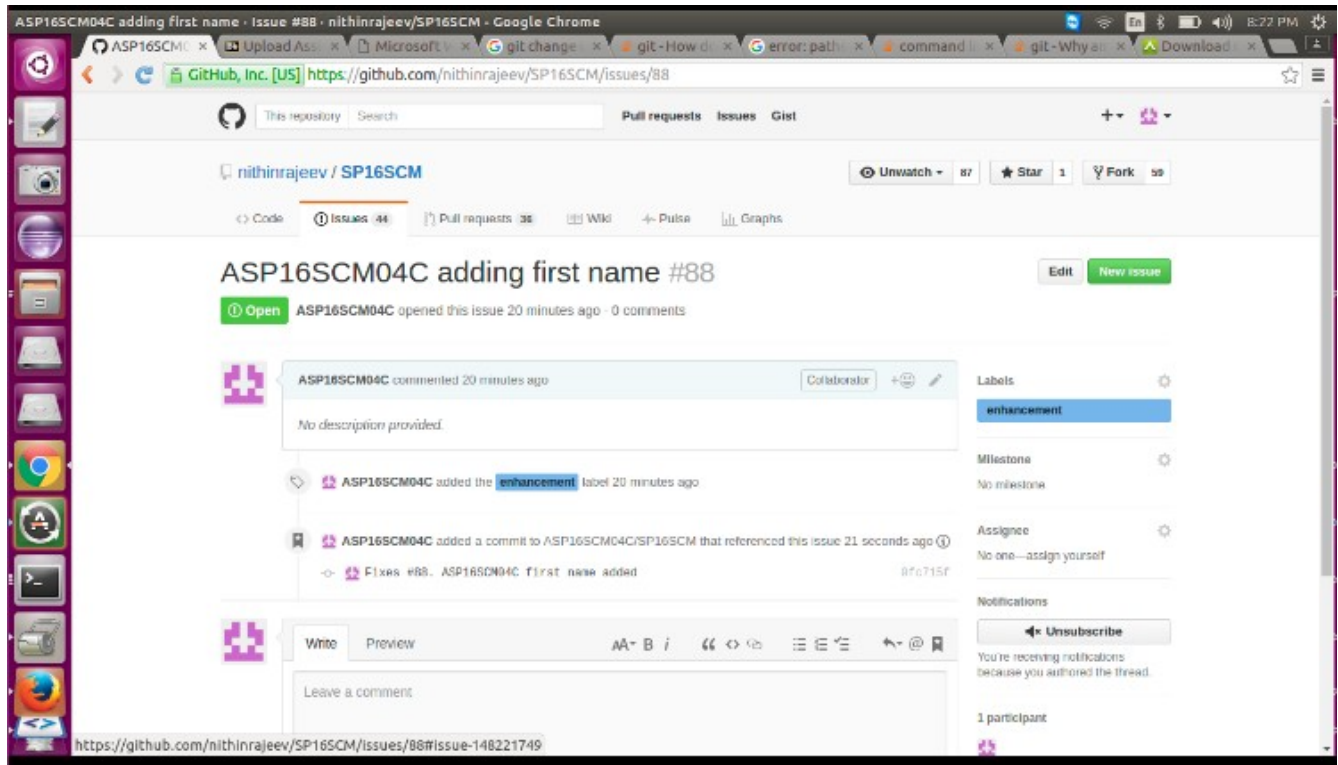 ASP16SCM04C adding first name · Issue #88 · nithinrajeev/SP16SCM - Google Chrome En 8:22 PM
ASP16SCM × Upload Ass × Microsoft × git change × git - How d × error: path × command li × git - Why a × Download ×
GitHub, Inc. [US] https://github.com/nithinrajeev/SP16SCM/issues/88
This repository Search Pull requests Issues Gist
nithinrajeev / SP16SCM Unwatch 87 Star 1 Fork 59
Code Issues 44 Pull requests 36 Wiki Pulse Graphs
ASP16SCM04C adding first name #88 Edit New issue
Open ASP16SCM04C opened this issue 20 minutes ago · 0 comments
ASP16SCM04C commented 20 minutes ago Collaborator
No description provided.
Labels
enhancement
Milestone
No milestone
ASP16SCM04C added the enhancement label 20 minutes ago
Assignee
No one—assign yourself
ASP16SCM04C added a commit to ASP16SCM04C/SP16SCM that referenced this issue 21 seconds ago
Fixes #88. ASP16SCM04C first name added
Notifications
Unsubscribe
You're receiving notifications
because you authored the thread.
Write Preview AA B i
Leave a comment
1 participant
https://github.com/nithinrajeev/SP16SCM/issues/88#issue-148221749